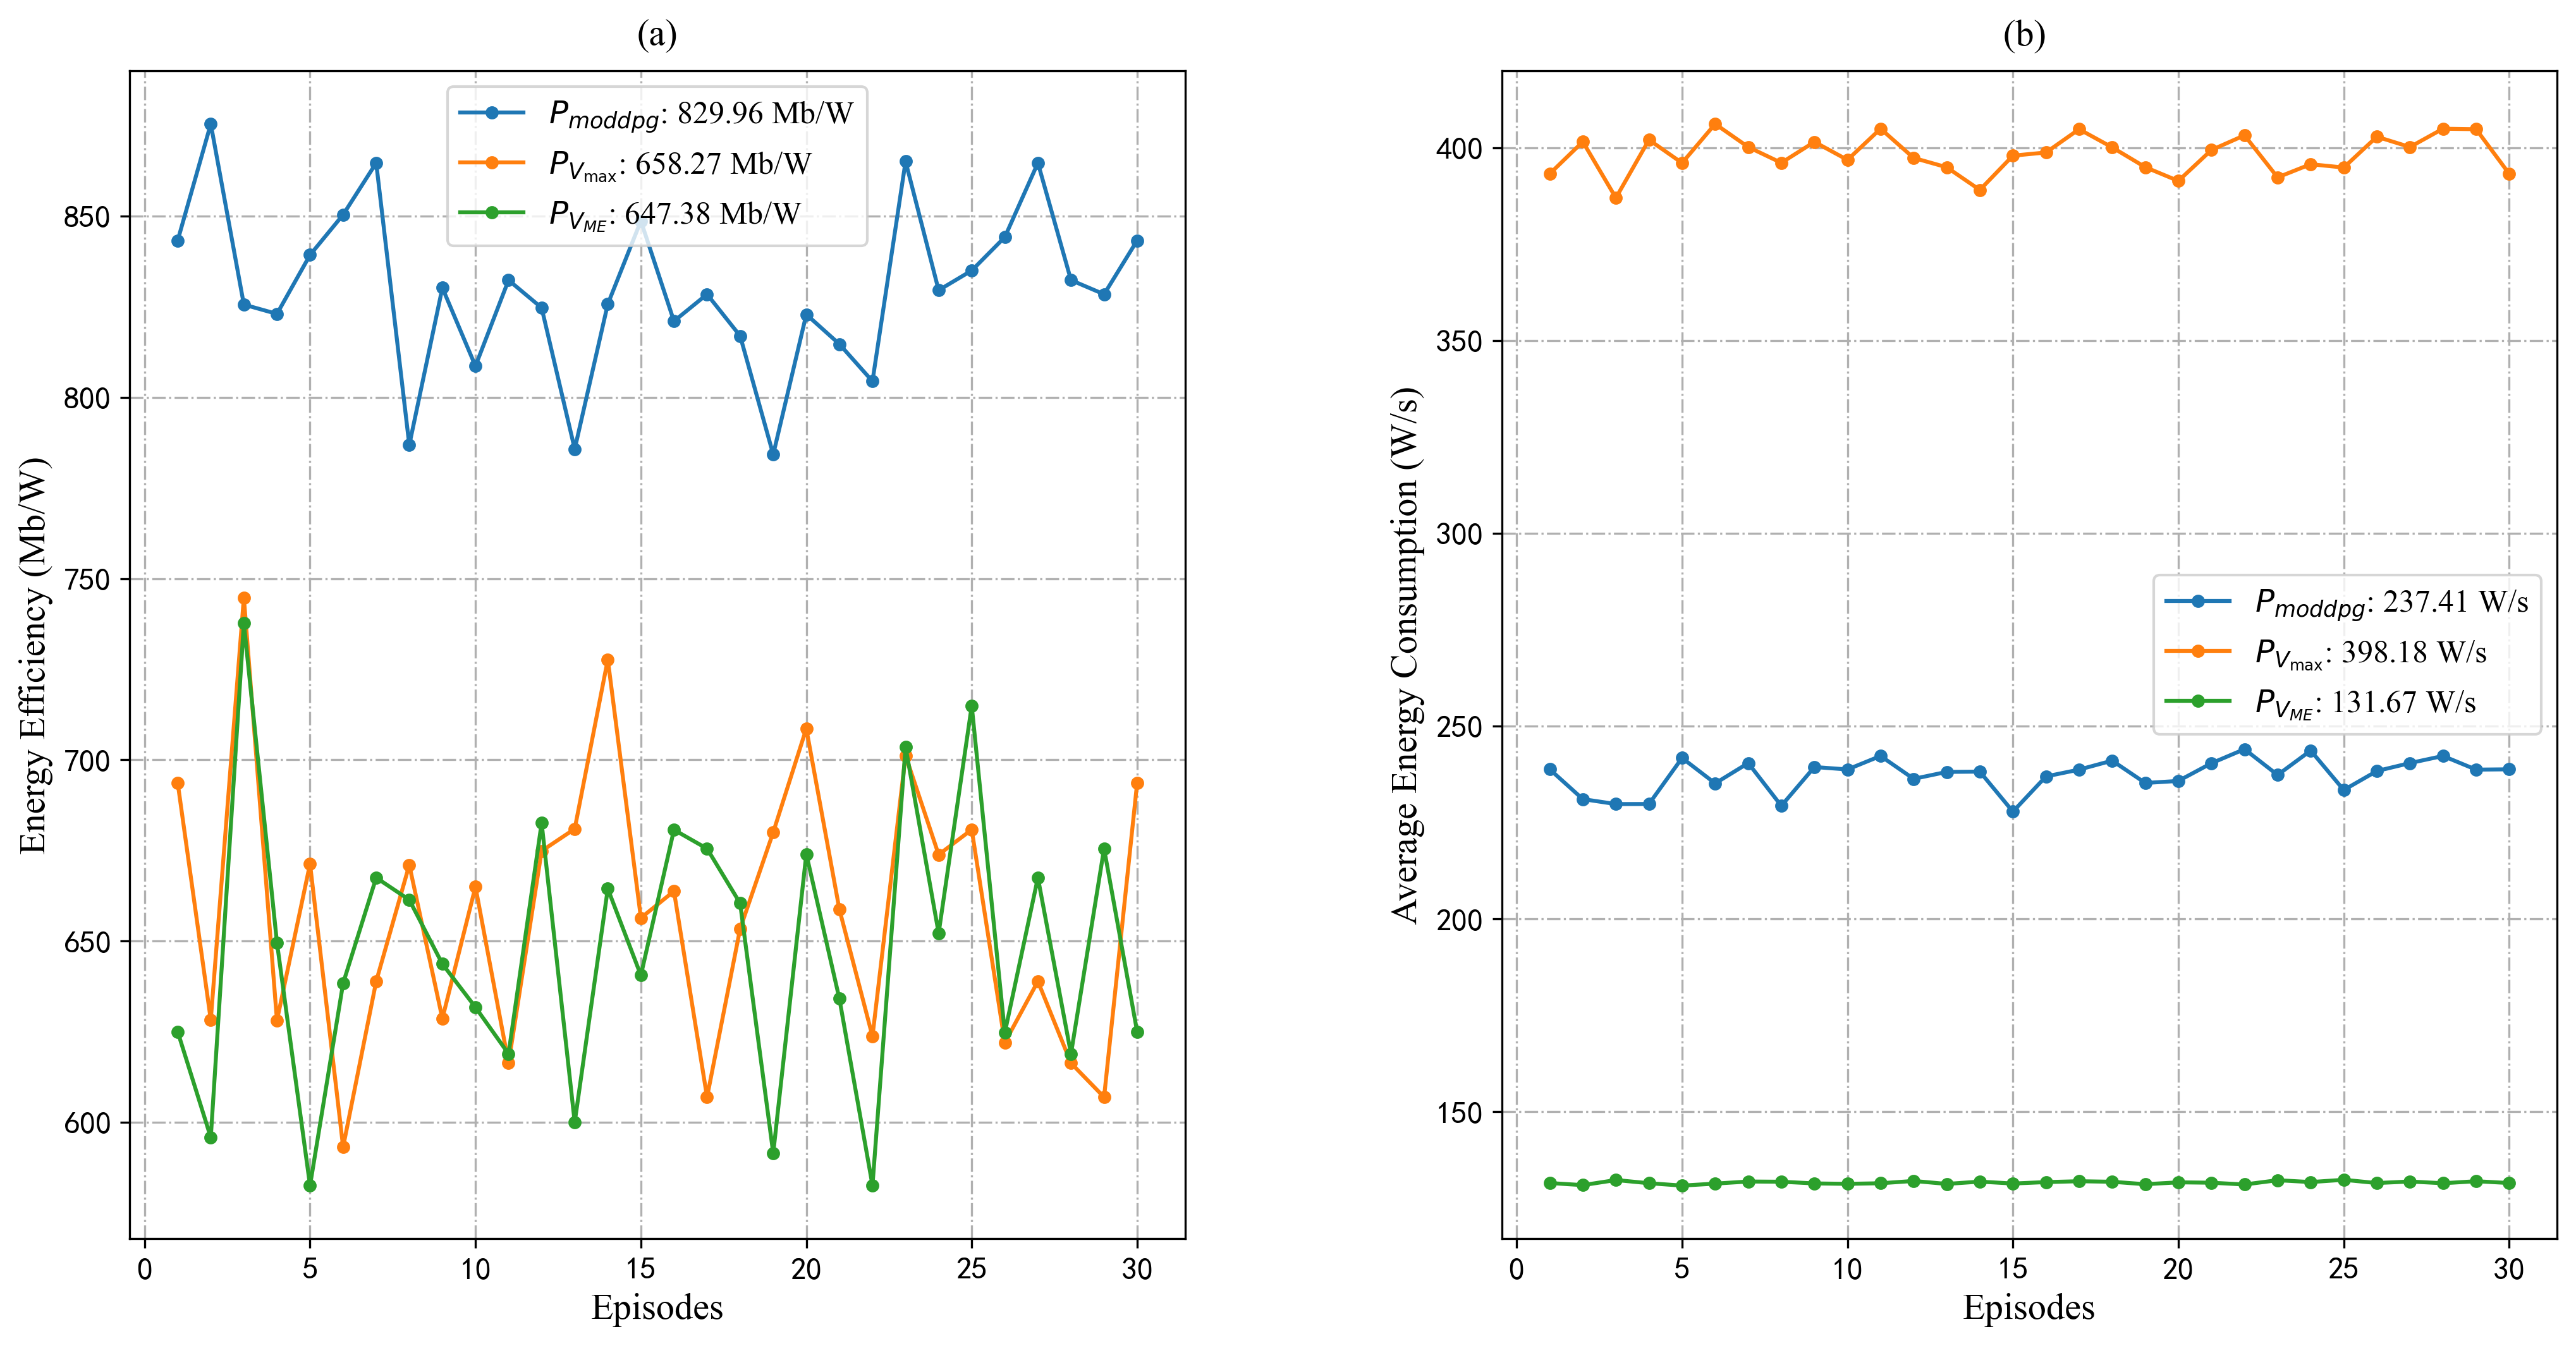 (a)
P_moddpg: 829.96 Mb/W
P_Vmax: 658.27 Mb/W
P_VME: 647.38 Mb/W
Energy Efficiency (Mb/W)
850
800
750
700
650
600
0 5 10 15 20 25 30
Episodes
(b)
P_moddpg: 237.41 W/s
P_Vmax: 398.18 W/s
P_VME: 131.67 W/s
Average Energy Consumption (W/s)
400
350
300
250
200
150
0 5 10 15 20 25 30
Episodes